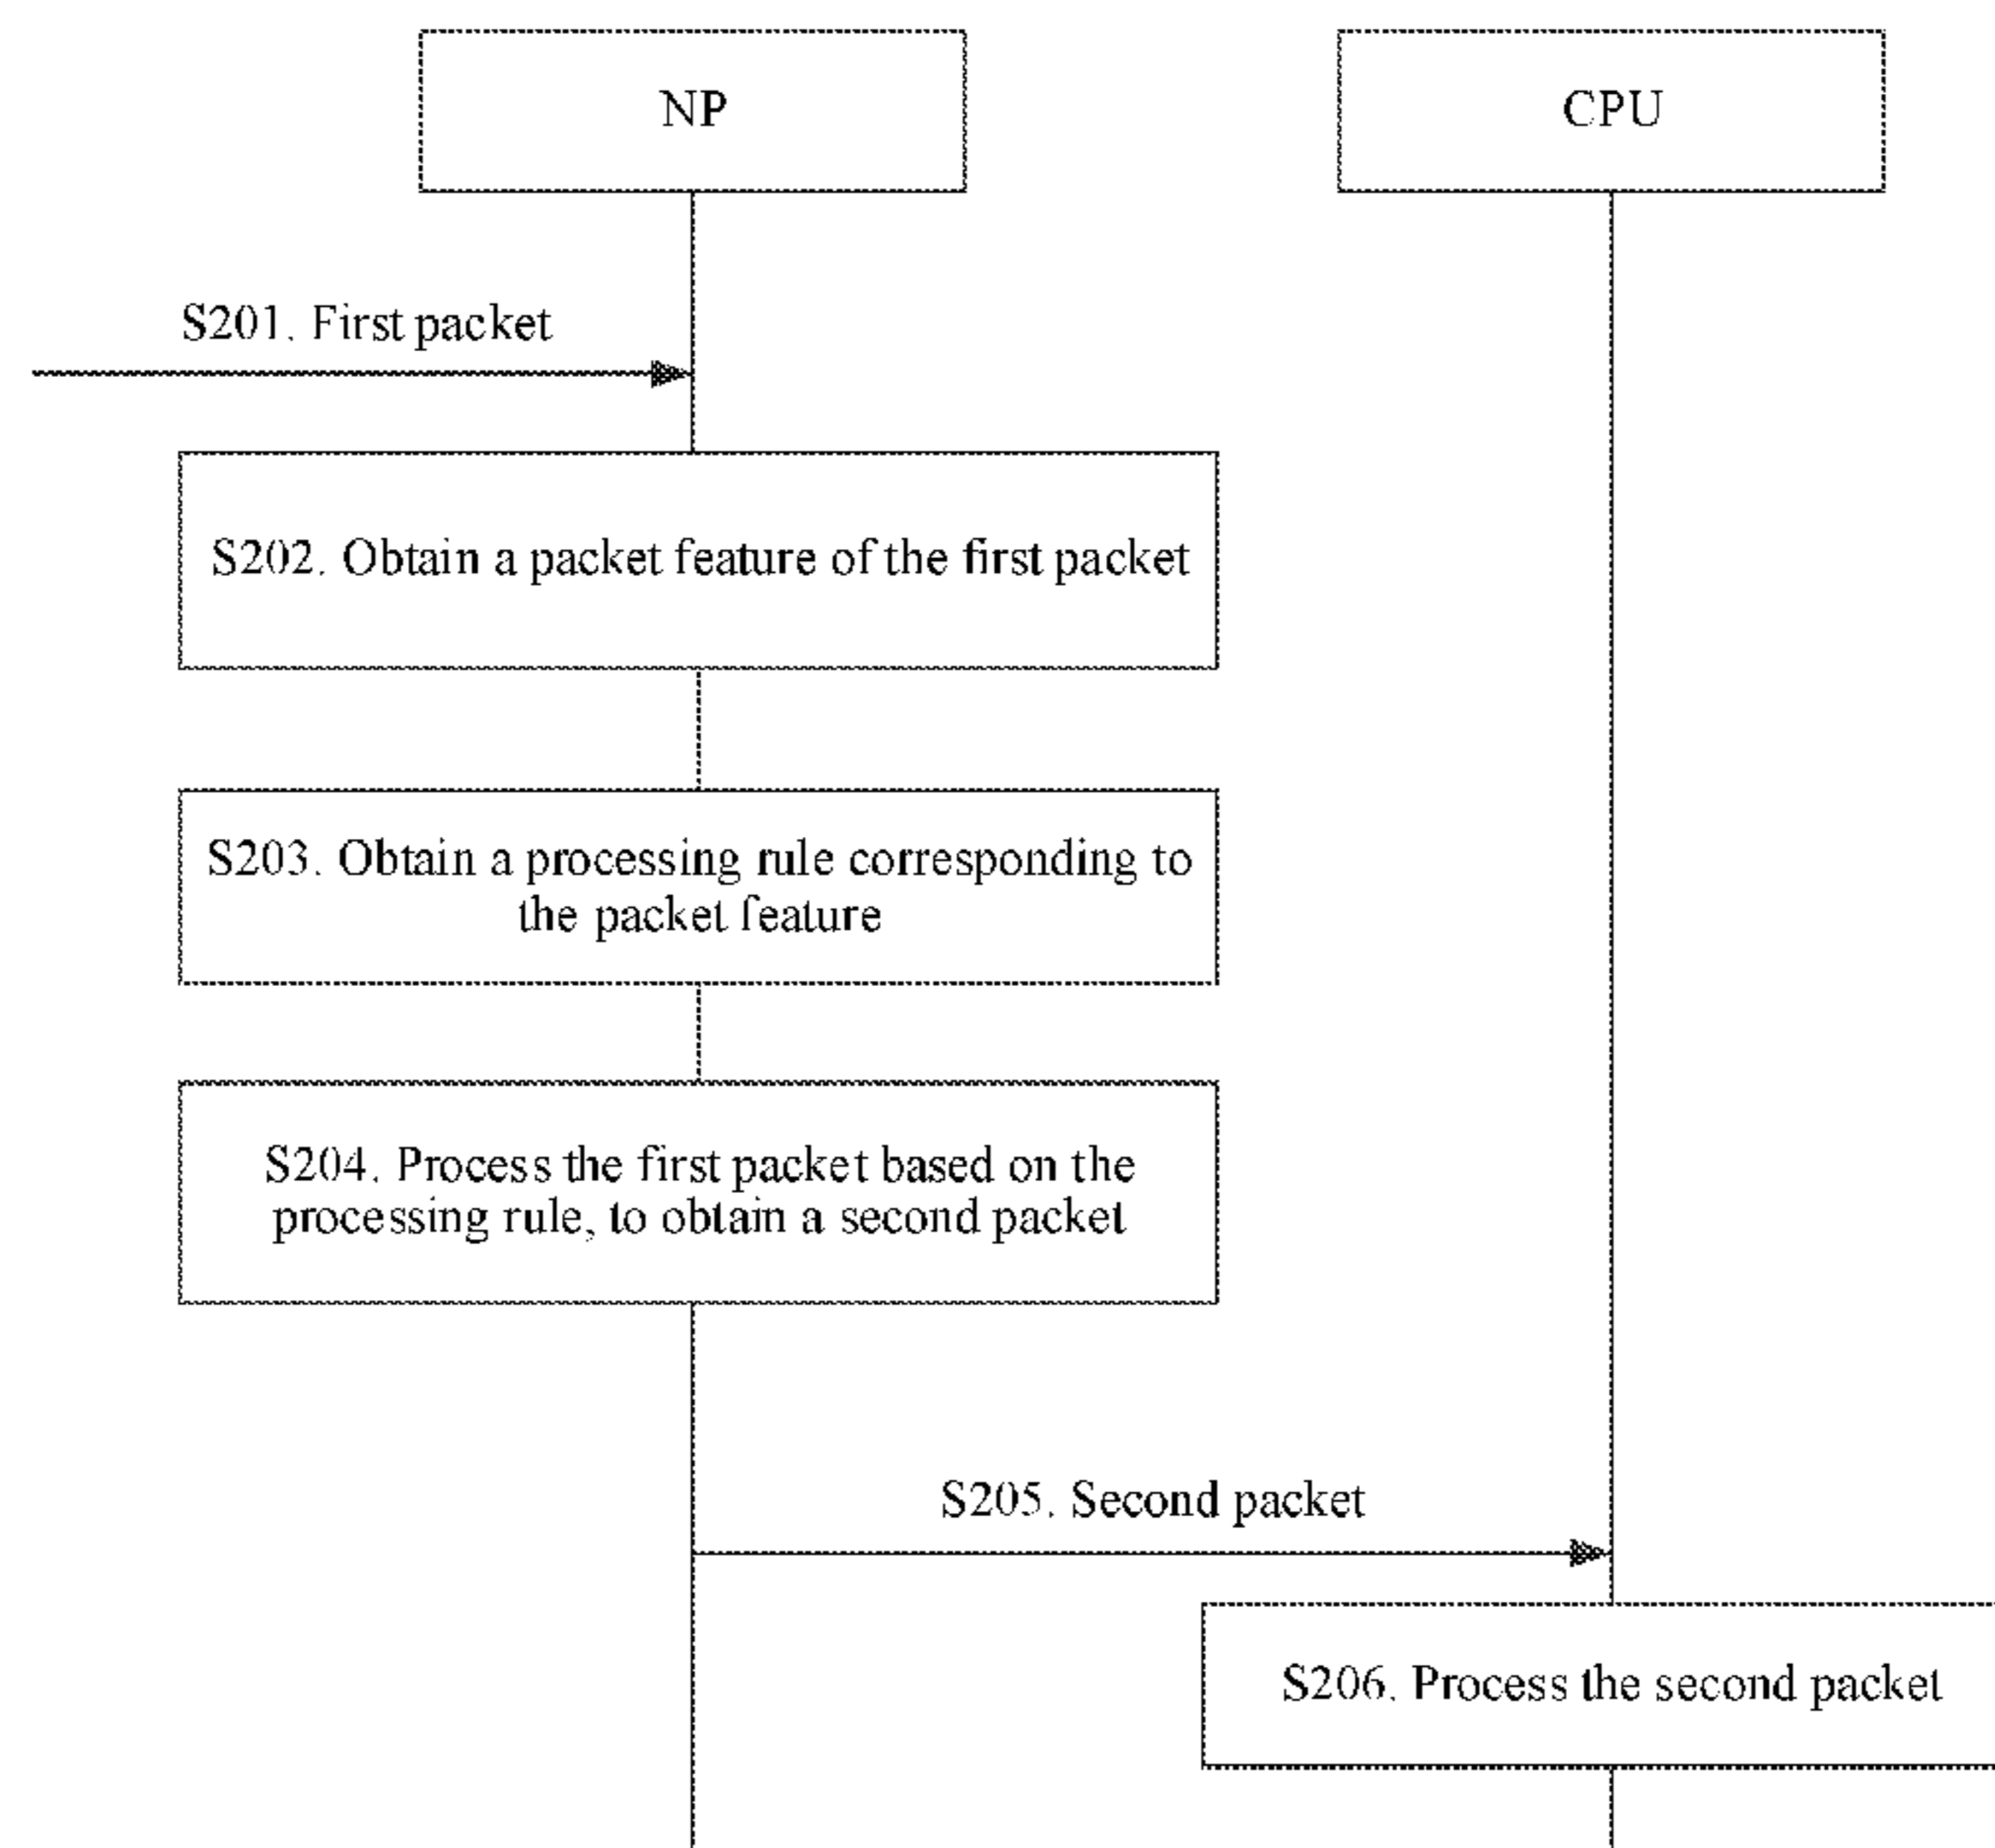 NP
CPU
S201. First packet
S202. Obtain a packet feature of the first packet
S203. Obtain a processing rule corresponding to
the packet feature
S204. Process the first packet based on the
processing rule, to obtain a second packet
S205. Second packet
S206. Process the second packet